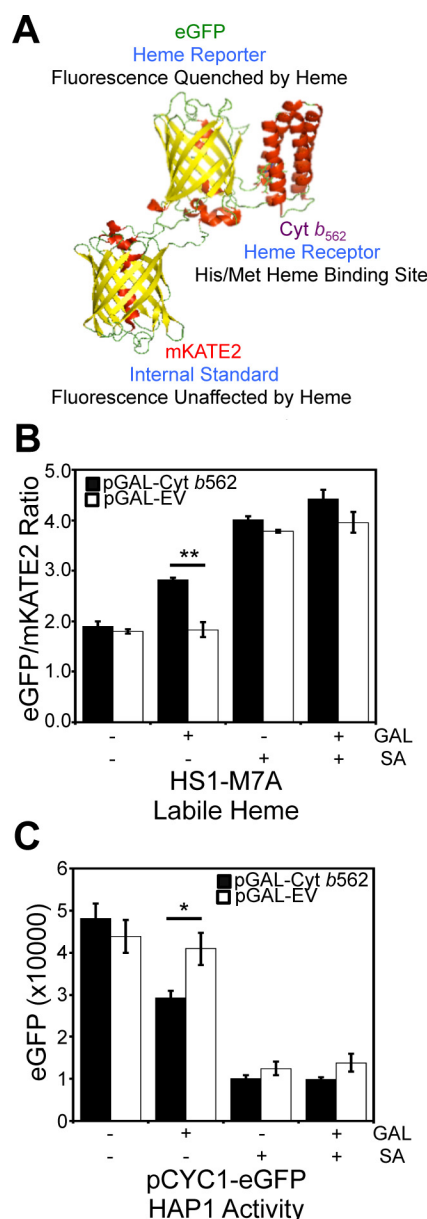 A
eGFP
Heme Reporter
Fluorescence Quenched by Heme
Cyt b562
Heme Receptor
His/Met Heme Binding Site
mKATE2
Internal Standard
Fluorescence Unaffected by Heme
B
5.0
4.0
3.0
2.0
1.0
0.0
eGFP/mKATE2 Ratio
pGAL-Cyt b562
pGAL-EV
**
- + - + GAL
- - + + SA
HS1-M7A
Labile Heme
C
6
5
4
3
2
1
0
eGFP (x10000)
pGAL-Cyt b562
pGAL-EV
*
- + - + GAL
- - + + SA
pCYC1-eGFP
HAP1 Activity